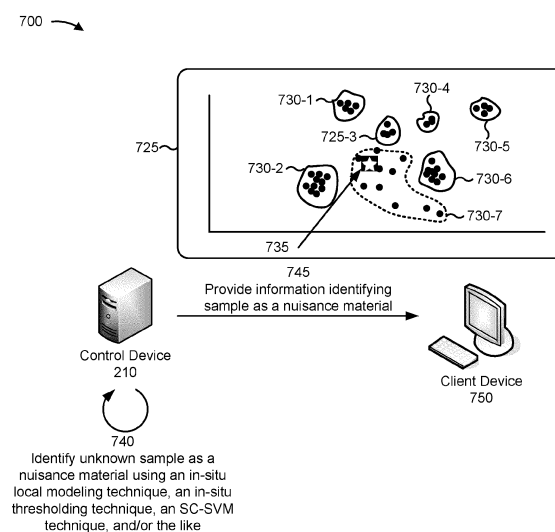 700
730-1
730-4
725-3
730-5
725
730-2
730-6
730-7
735
745
Provide information identifying
sample as a nuisance material
Control Device
210
Client Device
750
740
Identify unknown sample as a
nuisance material using an in-situ
local modeling technique, an in-situ
thresholding technique, an SC-SVM
technique, and/or the like